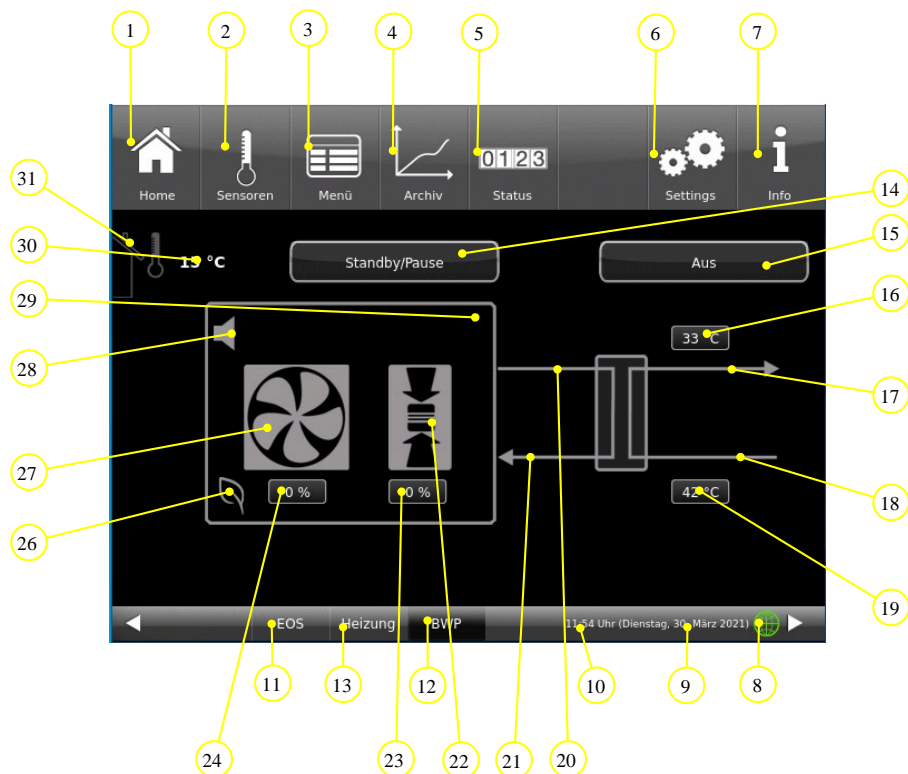 1 2 3 4 5 6 7
Home Sensoren Menü 0123 Archiv Status Settings Info
31 14
30 15 °C Standby/Pause Aus 15
29 33 °C 16
28
17
27
0 % 0 % 42 °C 18
26
19
EOS Heizung BWP 11:54 Uhr (Dienstag, 30. März 2021)
11 13 12 10 9 8
24 23 22 21 20